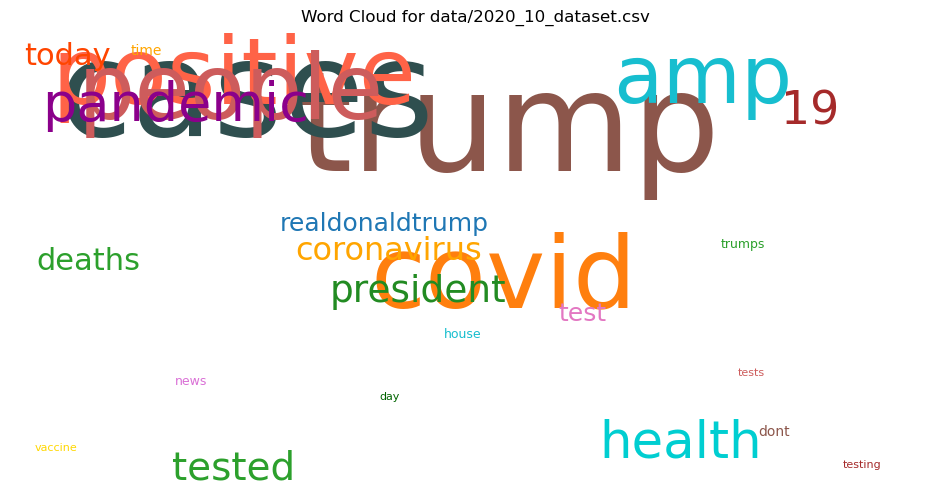 Word Cloud for data/2020_10_dataset.csv
today
time
positive
people
cases
pandemic
trump
amp
19
realdonaldtrump
coronavirus
covid
trumps
deaths
president
test
house
news
day
tests
vaccine
tested
health
dont
testing